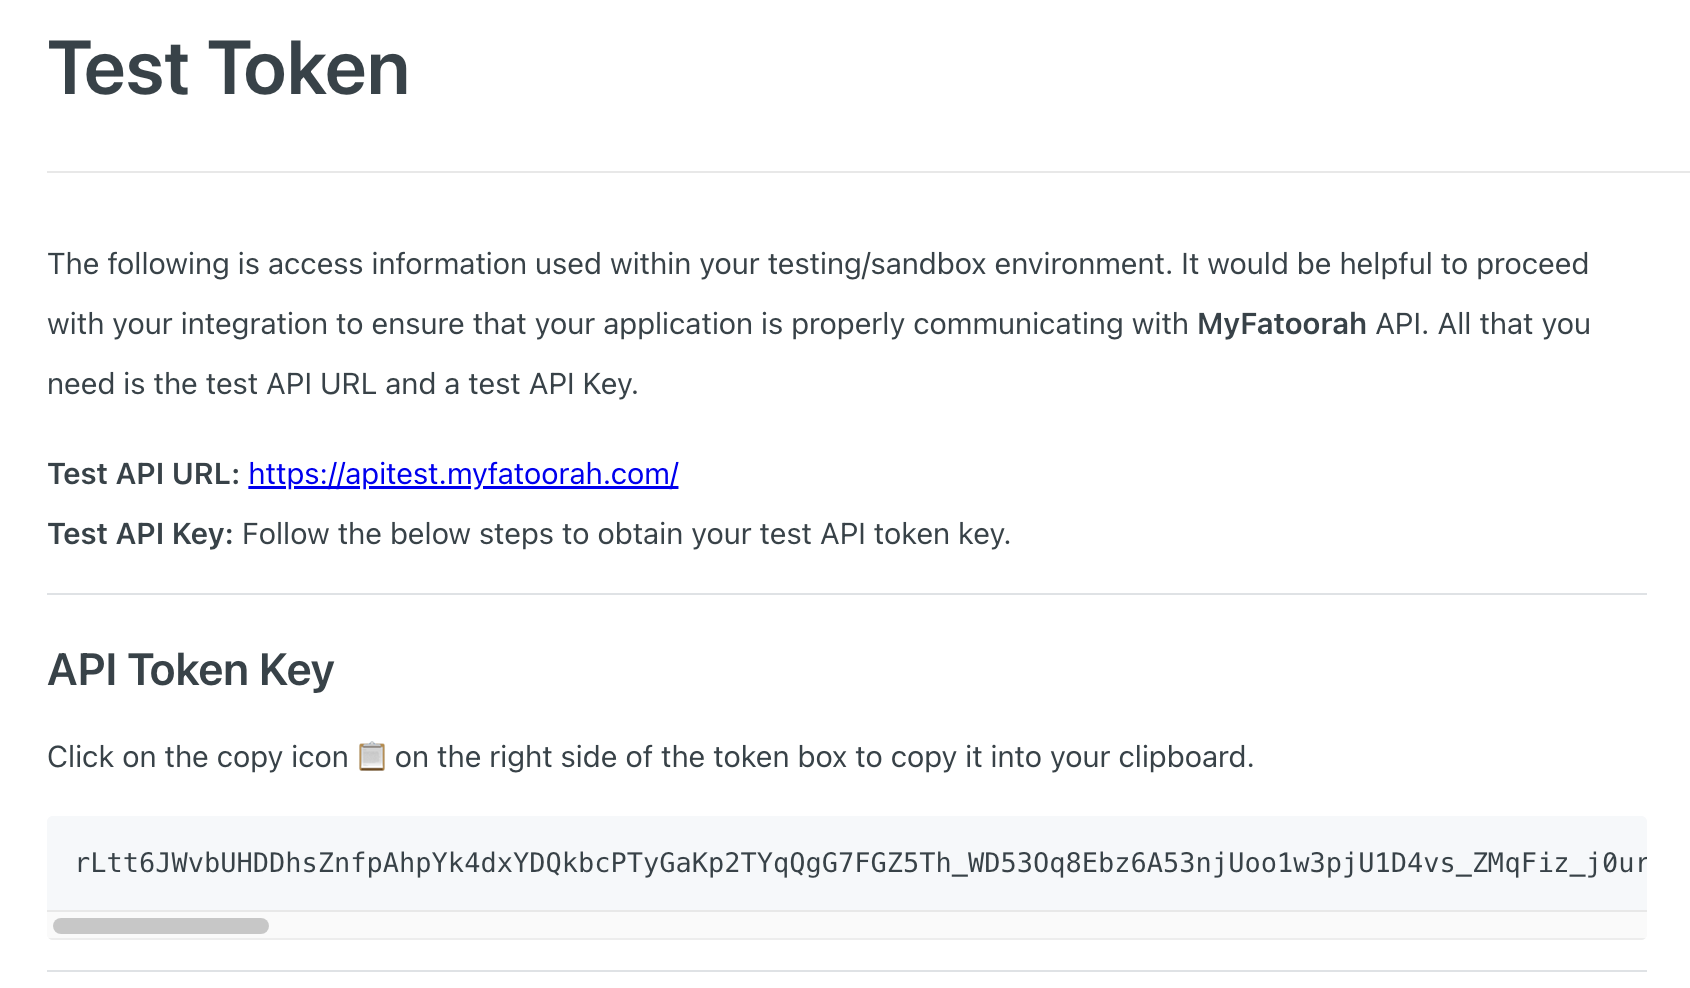 Test Token
The following is access information used within your testing/sandbox environment. It would be helpful to proceed
with your integration to ensure that your application is properly communicating with MyFatoorah API. All that you
need is the test API URL and a test API Key.
Test API URL: https://apitest.myfatoorah.com/
Test API Key: Follow the below steps to obtain your test API token key.
API Token Key
Click on the copy icon 📋 on the right side of the token box to copy it into your clipboard.
rLtt6JWvbUHDDhsZnfpAhpYk4dxYDQkbcPTyGaKp2TYqQgG7FGZ5Th_WD53Oq8Ebz6A53njUoo1w3pjU1D4vs_ZMqFiz_j0ur